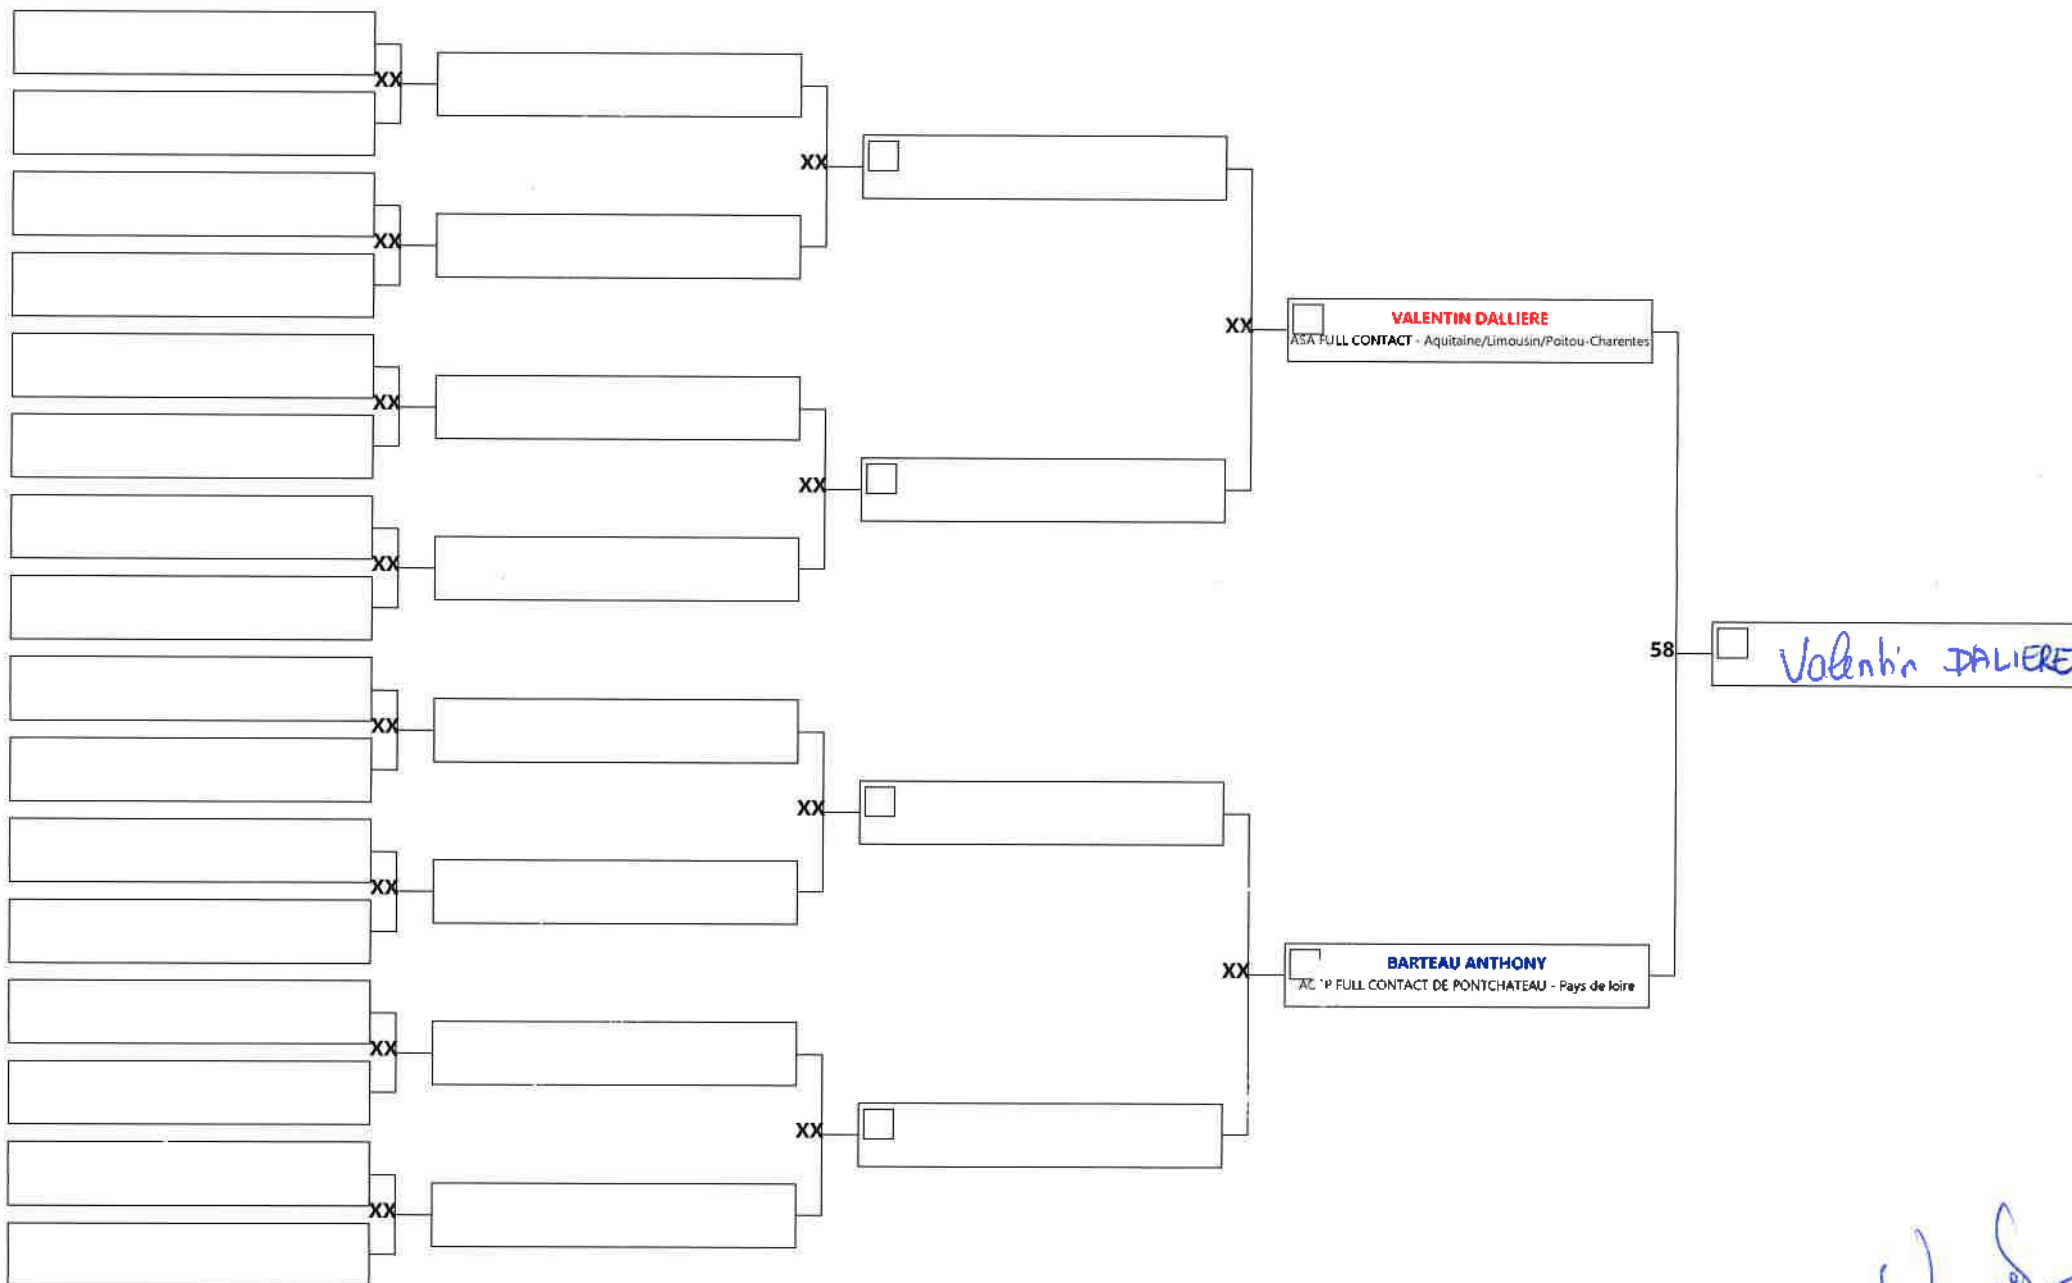 XX
XX
XX
XX
XX
XX
XX
VALENTIN DALLIERE
ASA FULL CONTACT - Aquitaine/Limousin/Poitou-Charentes
XX
XX
58
Valentin DALIERE
XX
XX
XX
XX
BARTEAU ANTHONY
FULL CONTACT DE PONTCHATEAU - Pays de loire
XX
XX
XX